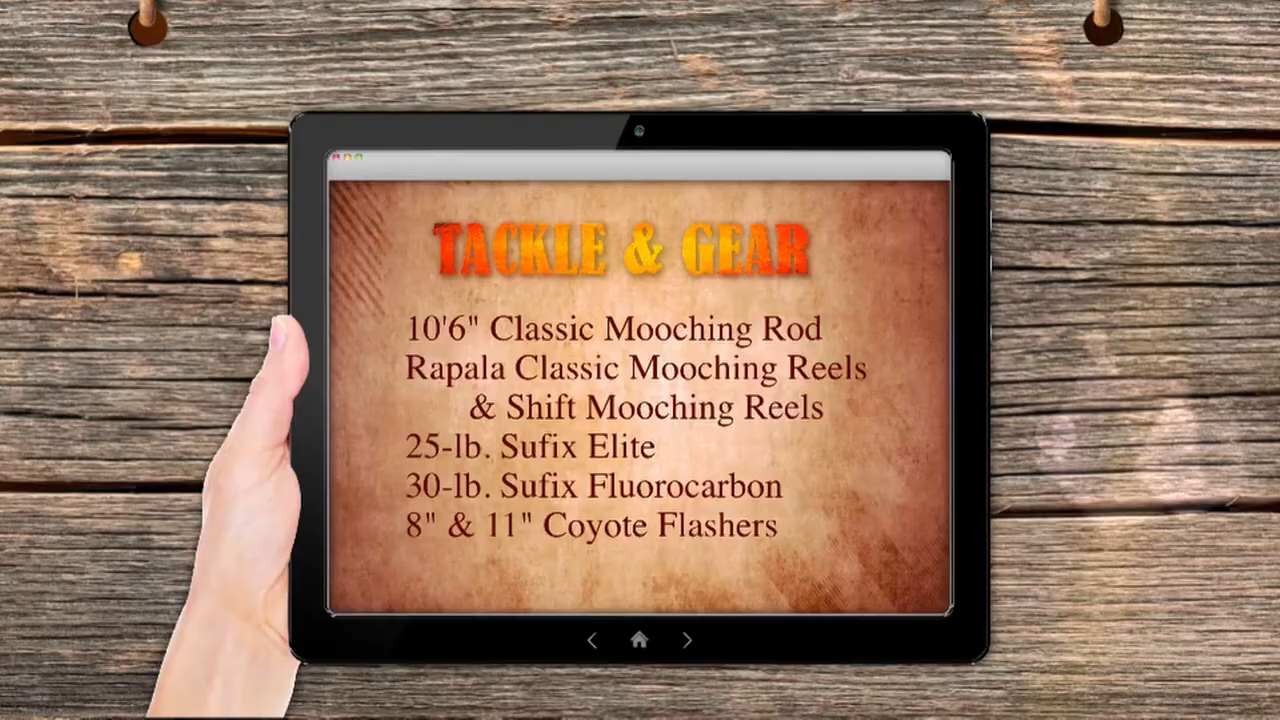 TACKLE & GEAR
10'6" Classic Mooching Rod
Rapala Classic Mooching Reels
& Shift Mooching Reels
25-lb. Sufix Elite
30-lb. Sufix Fluorocarbon
8" & 11" Coyote Flashers